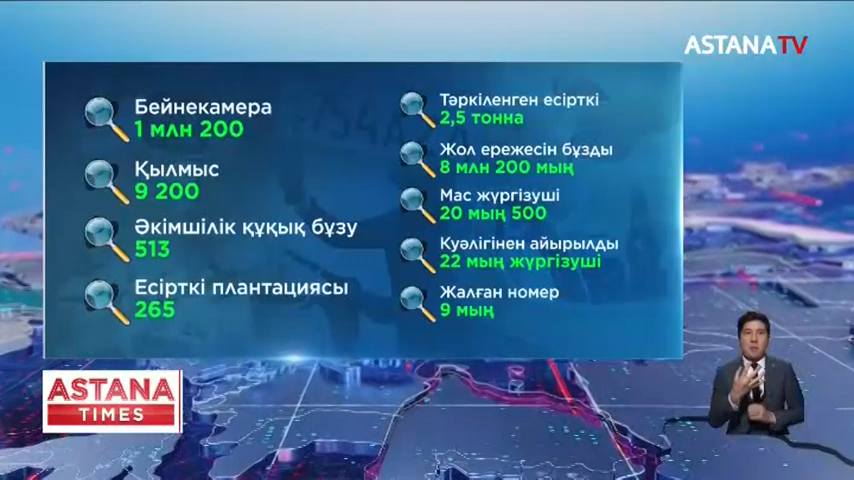 ASTANATV
Бейнекамера
1 млн 200
Қылмыс
9 200
Әкімшілік құқық бұзу
513
Есірткі плантациясы
265
Тәркіленген есірткі
2,5 тонна
Жол ережесін бұзды
8 млн 200 мың
Мас жүргізуші
20 мың 500
Куәлігінен айырылды
22 мың жүргізуші
Жалған номер
9 мың
ASTANA
TIMES